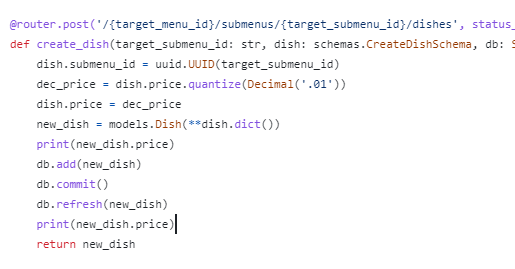 @router.post('/{target_menu_id}/submenus/{target_submenu_id}/dishes', status_
def create_dish(target_submenu_id: str, dish: schemas.CreateDishSchema, db:
dish.submenu_id = uuid.UUID(target_submenu_id)
dec_price = dish.price.quantize(Decimal('.01'))
dish.price = dec_price
new_dish = models.Dish(**dish.dict())
print(new_dish.price)
db.add(new_dish)
db.commit()
db.refresh(new_dish)
print(new_dish.price)
return new_dish